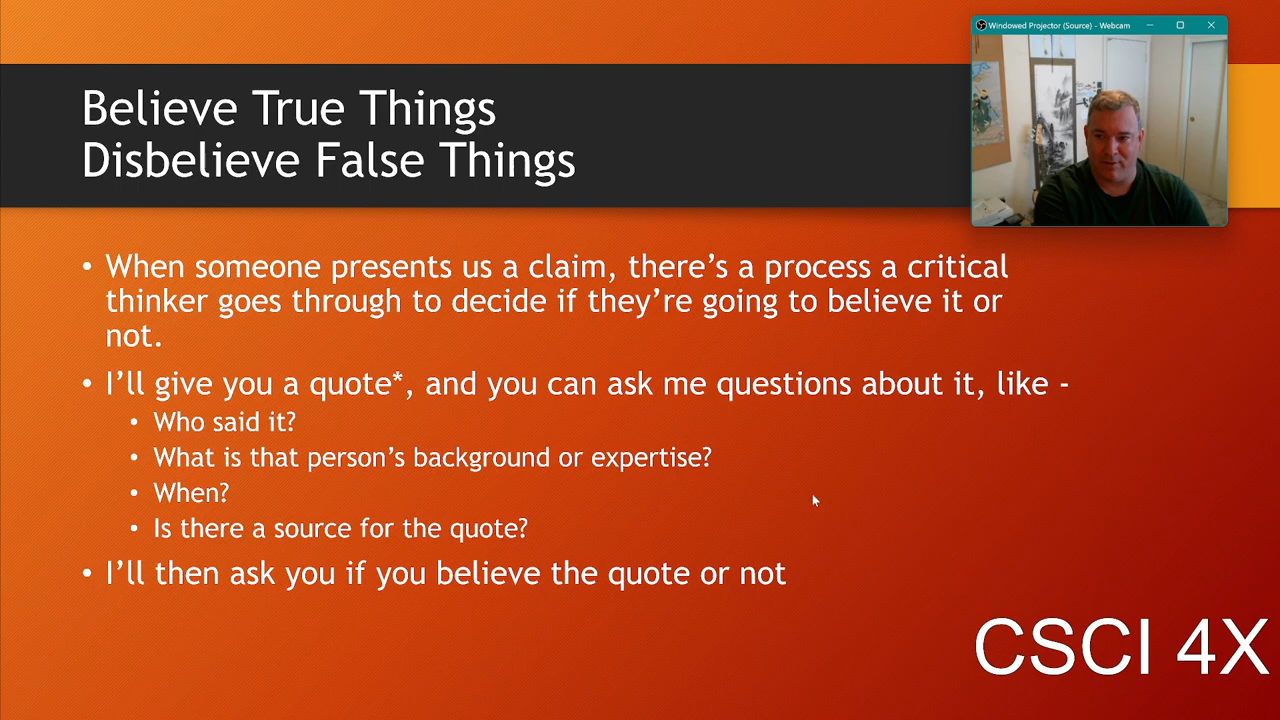 Windowed Projector (Source) - Webcam
Believe True Things
Disbelieve False Things
• When someone presents us a claim, there’s a process a critical
thinker goes through to decide if they’re going to believe it or
not.
• I’ll give you a quote*, and you can ask me questions about it, like -
• Who said it?
• What is that person’s background or expertise?
• When?
• Is there a source for the quote?
• I’ll then ask you if you believe the quote or not
CSCI 4X